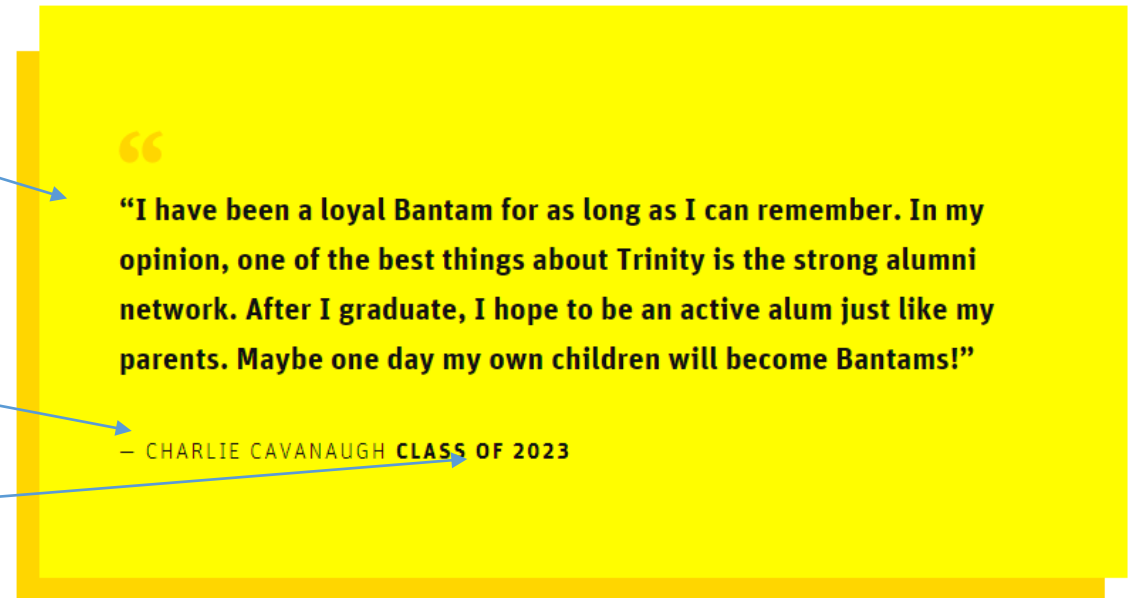 “
“I have been a loyal Bantam for as long as I can remember. In my
opinion, one of the best things about Trinity is the strong alumni
network. After I graduate, I hope to be an active alum just like my
parents. Maybe one day my own children will become Bantams!”
— CHARLIE CAVANAUGH CLASS OF 2023